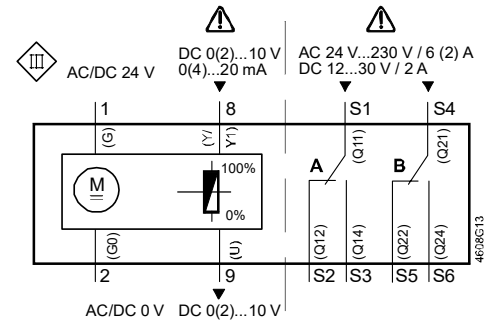 III
AC/DC 24 V
DC 0(2)...10 V
0(4)...20 mA
AC 24 V...230 V / 6 (2) A
DC 12...30 V / 2 A
1
8
S1
S4
(G)
(Y/
Y1)
(Q11)
(Q21)
M
100%
0%
A
B
(G0)
(U)
(Q12)
(Q14)
(Q22)
(Q24)
4608G13
2
9
S2
S3
S5
S6
AC/DC 0 V
DC 0(2)...10 V